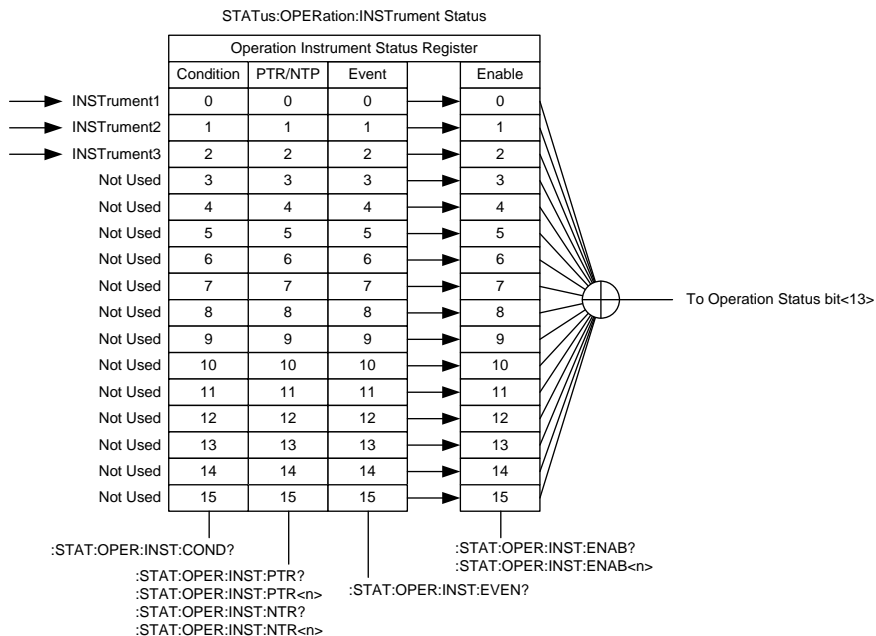 STATus:OPERation:INSTrument Status
Operation Instrument Status Register
Condition PTR/NTP Event Enable
INSTrument1 0 0 0 0
INSTrument2 1 1 1 1
INSTrument3 2 2 2 2
Not Used 3 3 3 3
Not Used 4 4 4 4
Not Used 5 5 5 5
Not Used 6 6 6 6
Not Used 7 7 7 7
To Operation Status bit<13>
Not Used 8 8 8 8
Not Used 9 9 9 9
Not Used 10 10 10 10
Not Used 11 11 11 11
Not Used 12 12 12 12
Not Used 13 13 13 13
Not Used 14 14 14 14
Not Used 15 15 15 15
:STAT:OPER:INST:COND?
:STAT:OPER:INST:PTR?
:STAT:OPER:INST:PTR<n>
:STAT:OPER:INST:NTR?
:STAT:OPER:INST:NTR<n>
:STAT:OPER:INST:EVEN?
:STAT:OPER:INST:ENAB?
:STAT:OPER:INST:ENAB<n>